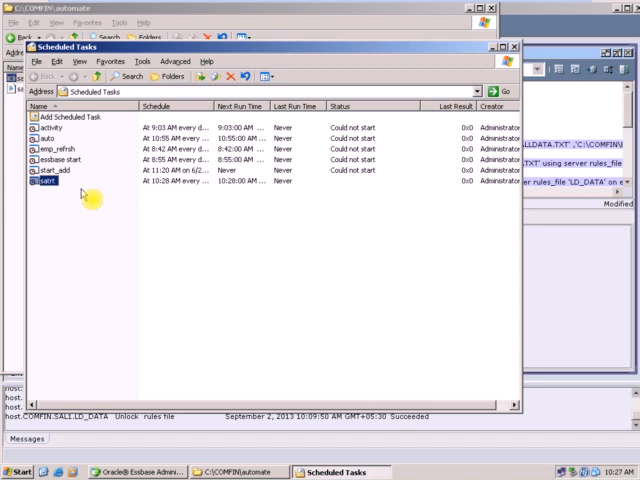 C:\COMFIN\automate
File Edit View Favorites Tools Help
Back Search Folders
Addre
Name
Scheduled Tasks
File Edit View Favorites Tools Advanced Help
Back Search Folders
Address Scheduled Tasks Go
Name Schedule Next Run Time Last Run Time Status Last Result Creator
Add Scheduled Task
activity At 9:03 AM every d... 9:03:00 AM ... Never Could not start 0x0 Administrator
auto At 10:55 AM every d... 10:55:00 AM ... Never Could not start 0x0 Administrator
emp_refrsh At 8:42 AM every d... 8:42:00 AM ... Never Could not start 0x0 Administrator
essbase start At 8:55 AM every d... 8:55:00 AM ... Never Could not start 0x0 Administrator
start_add At 11:20 AM on 6/2... Never Never Could not start 0x0 Administrator
satrt At 10:28 AM every ... 10:28:00 AM ... Never 0x0 Administrator
LLDATA.TXT' ,'C:\COMFIN\
TXT' using server rules_file
er rules_file 'LD_DATA' on e
Modified
host.
host.
host.COMFIN.SAL1.LD_DATA Unlock rules file September 2, 2013 10:09:50 AM GMT+05:30 Succeeded
Messages
Start Oracle® Essbase Admini... C:\COMFIN\automate Scheduled Tasks 10:27 AM